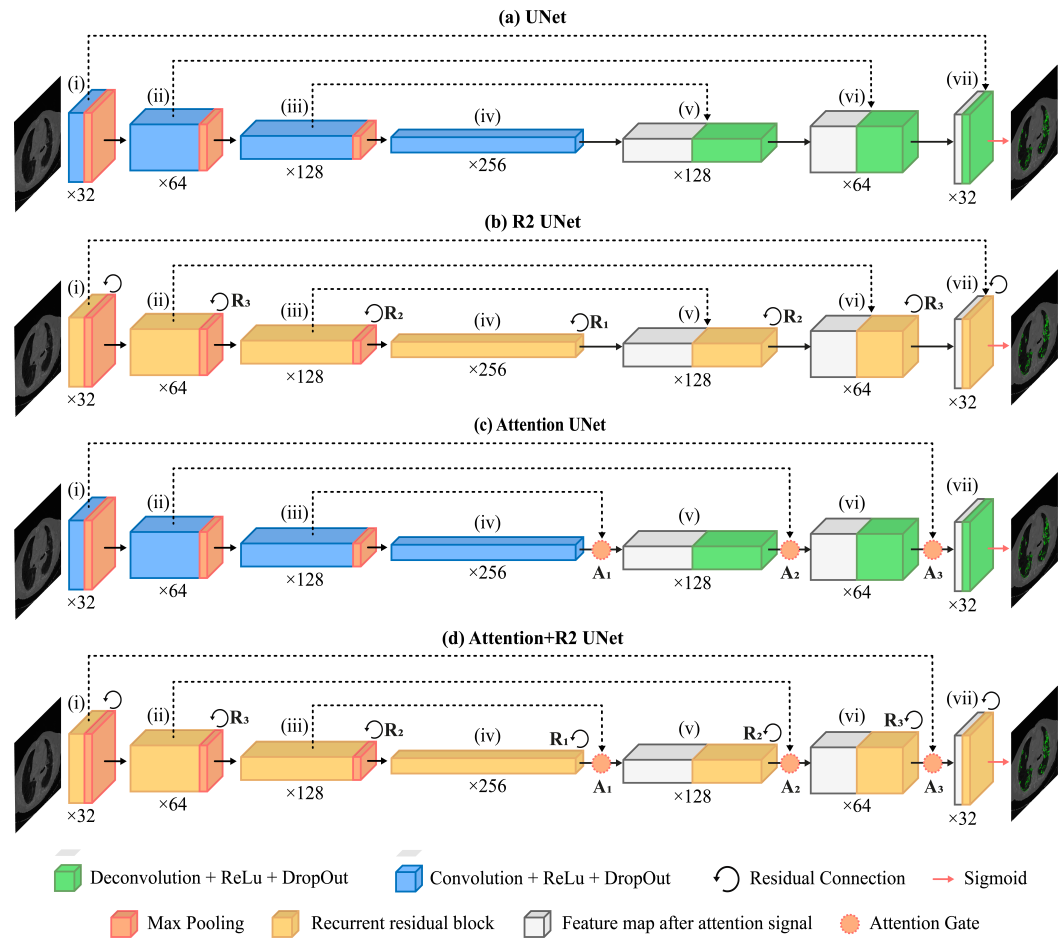 (a) UNet
(i)
(ii)
(iii)
(iv)
(v)
(vi)
(vii)
×32
×64
×128
×256
×128
×64
×32
(b) R2 UNet
(i)
(ii)
R₃
(iii)
R₂
(iv)
R₁
(v)
R₂
(vi)
R₃
(vii)
×32
×64
×128
×256
×128
×64
×32
(c) Attention UNet
(i)
(ii)
(iii)
(iv)
(v)
(vi)
(vii)
×32
×64
×128
×256
A₁
×128
A₂
×64
A₃
×32
(d) Attention+R2 UNet
(i)
(ii)
R₃
(iii)
R₂
(iv)
R₁
(v)
R₂
(vi)
R₃
(vii)
×32
×64
×128
×256
A₁
×128
A₂
×64
A₃
×32
Deconvolution + ReLu + DropOut
Convolution + ReLu + DropOut
Residual Connection
Sigmoid
Max Pooling
Recurrent residual block
Feature map after attention signal
Attention Gate